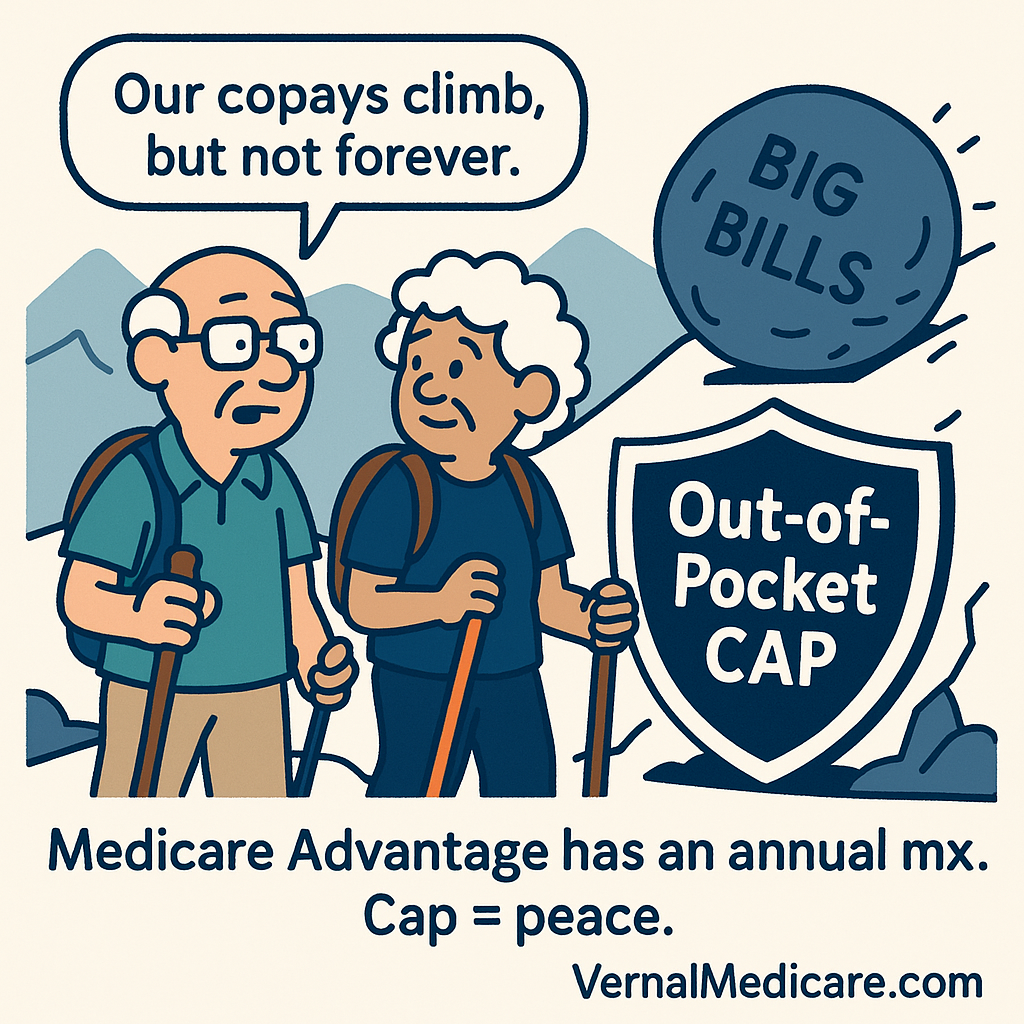 Our copays climb,
but not forever.
BIG
BILLS
Out-of-
Pocket
CAP
Medicare Advantage has an annual mx.
Cap = peace.
VernalMedicare.com